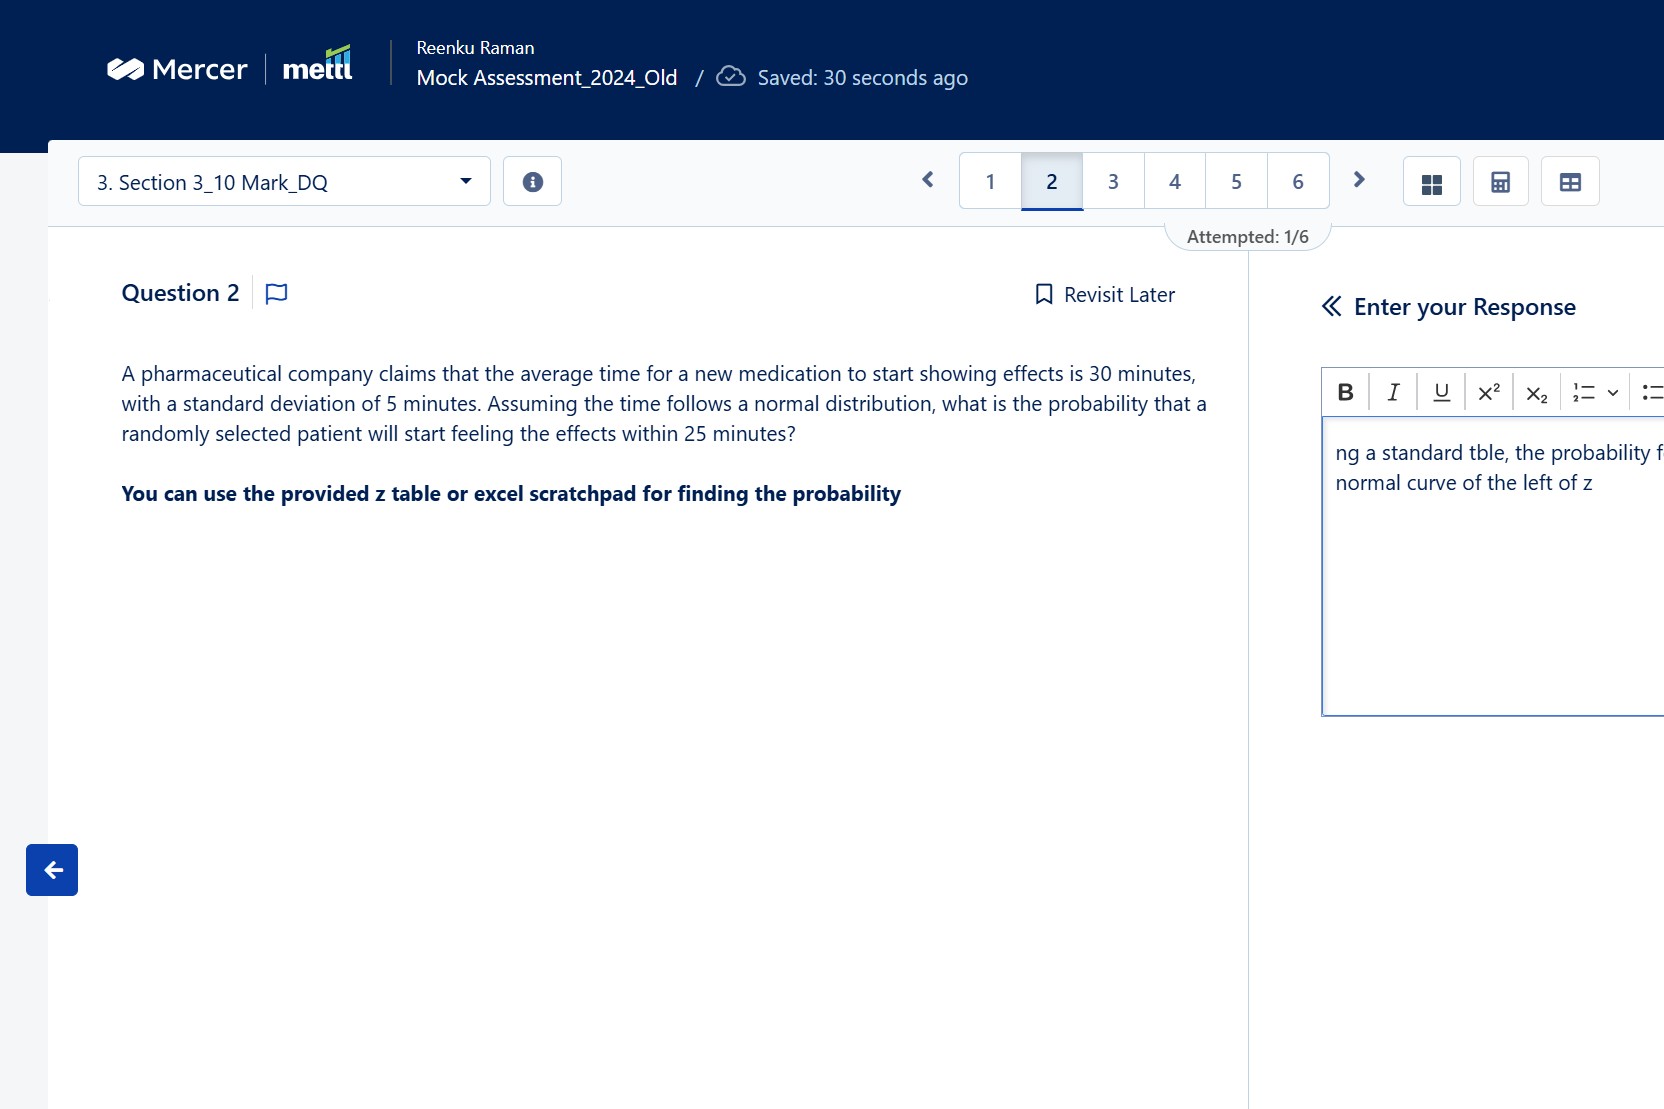 Mercer
mettl
Reenku Raman
Mock Assessment_2024_Old / Saved: 30 seconds ago
3. Section 3_10 Mark_DQ
1 2 3 4 5 6
Attempted: 1/6
Question 2
Revisit Later
A pharmaceutical company claims that the average time for a new medication to start showing effects is 30 minutes,
with a standard deviation of 5 minutes. Assuming the time follows a normal distribution, what is the probability that a
randomly selected patient will start feeling the effects within 25 minutes?
You can use the provided z table or excel scratchpad for finding the probability
Enter your Response
B I U x² x₂
ng a standard tble, the probability f
normal curve of the left of z